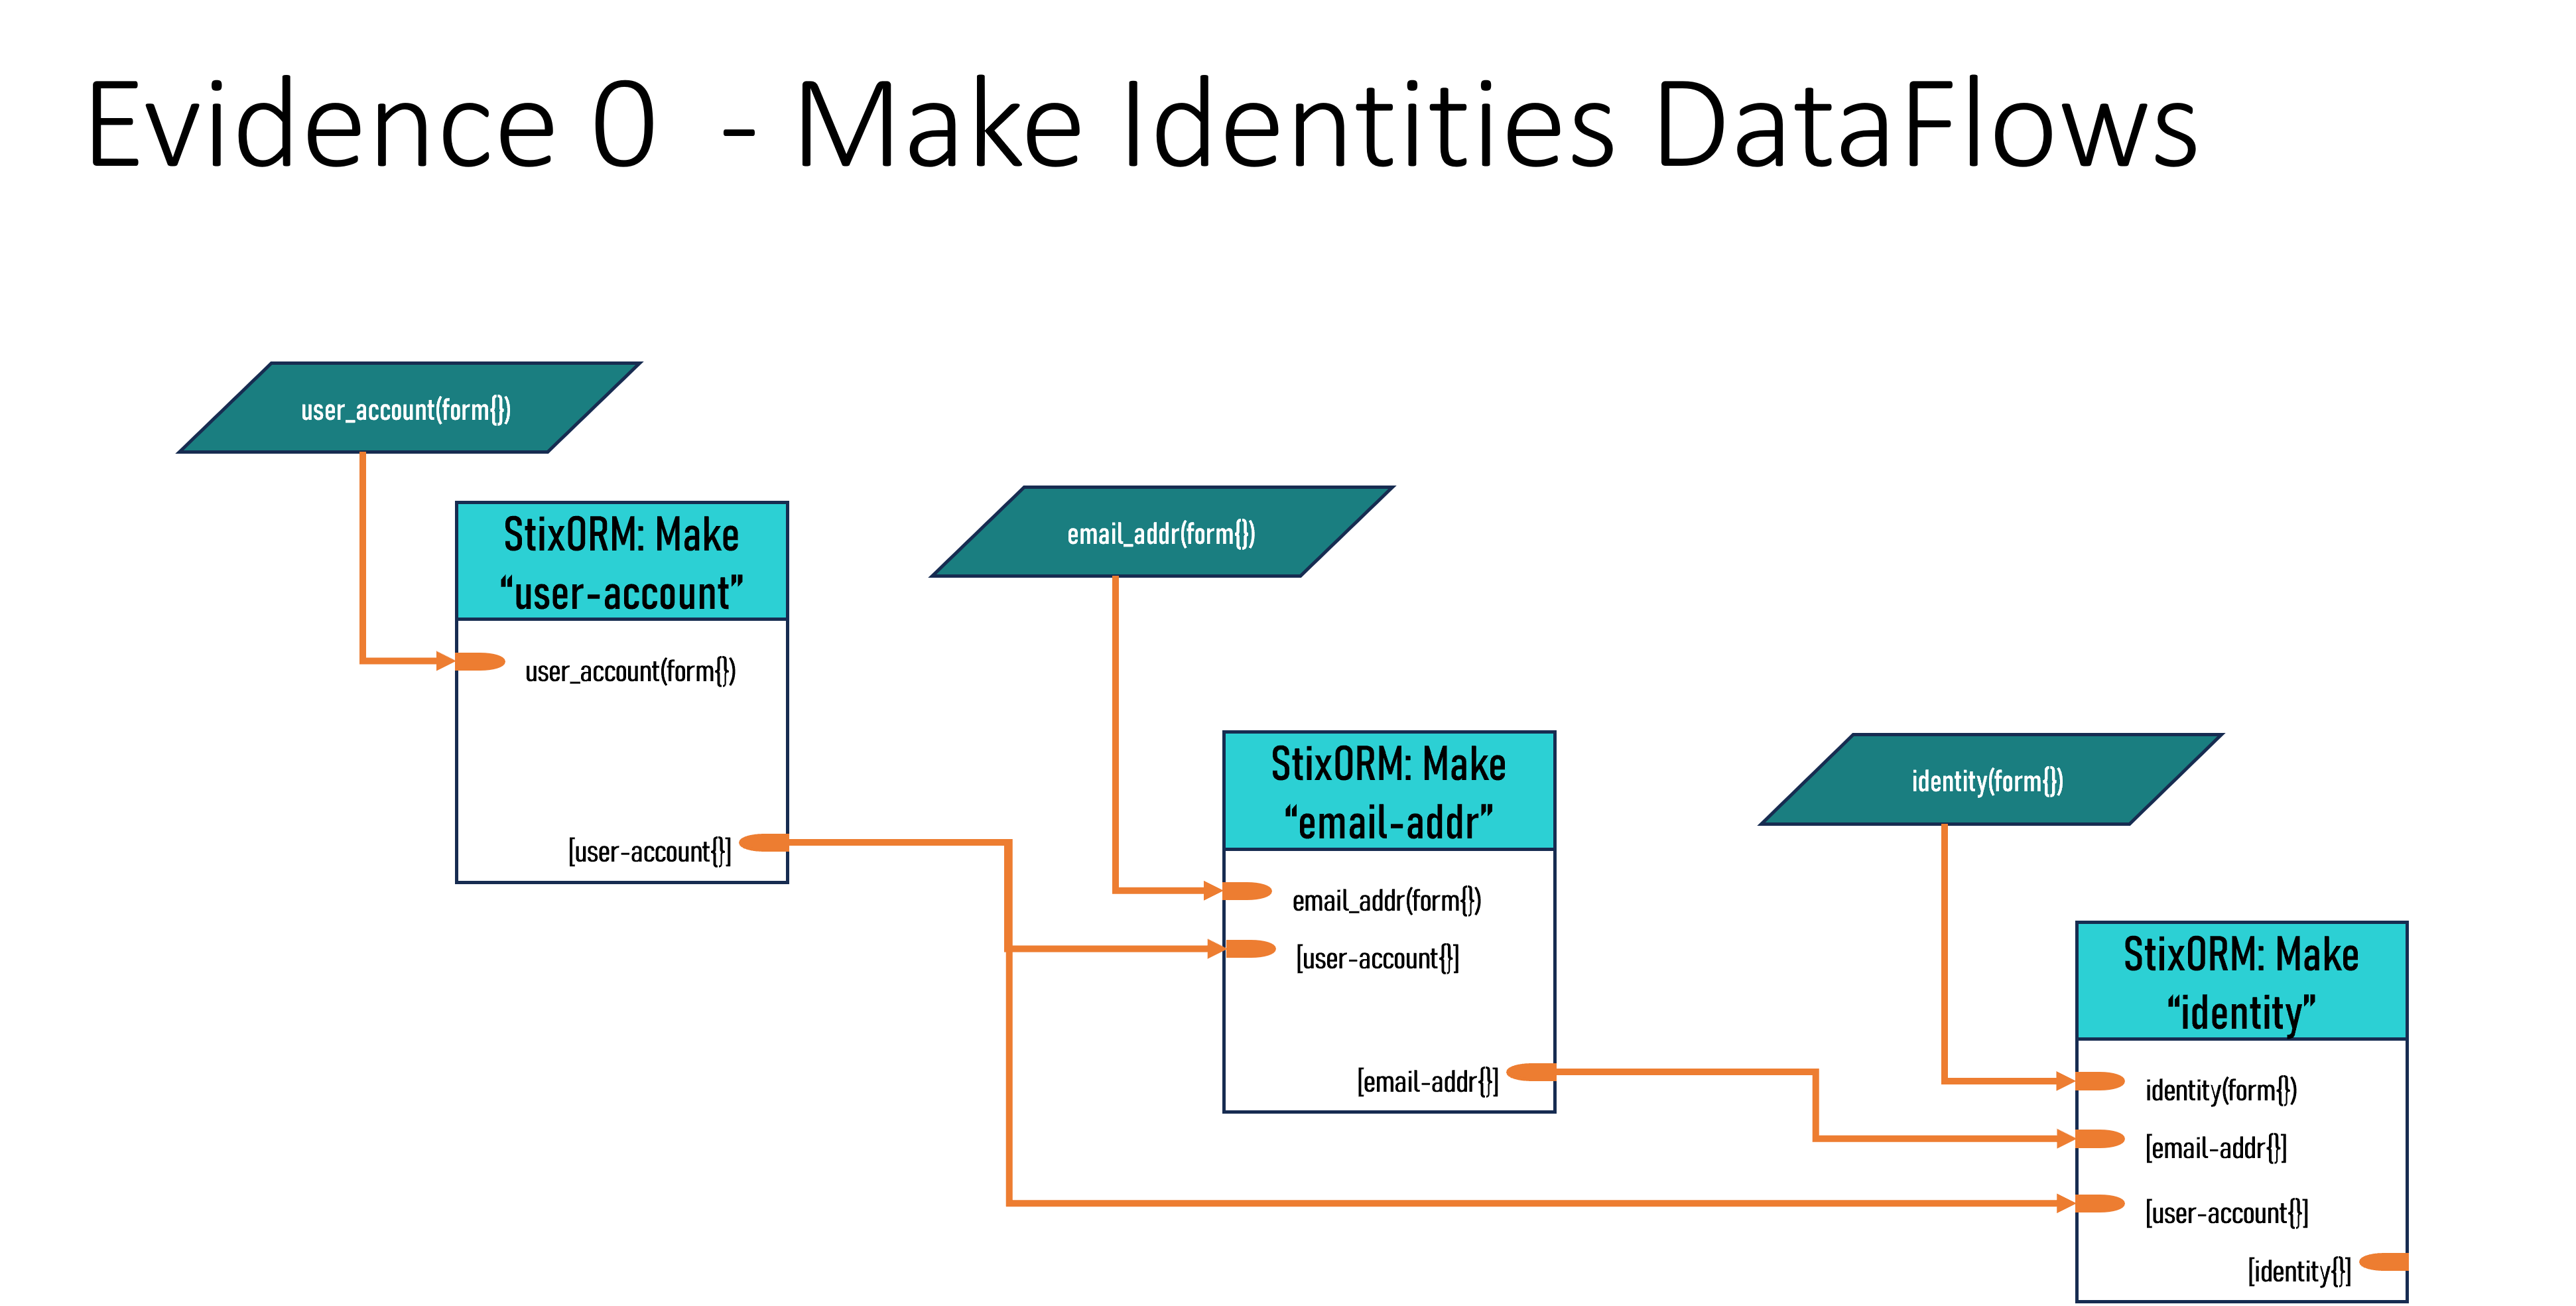 Evidence 0  - Make Identities DataFlows
user_account(form{})
StixORM: Make
“user-account”
user_account(form{})
[user-account{}]
email_addr(form{})
StixORM: Make
“email-addr”
email_addr(form{})
[user-account{}]
[email-addr{}]
identity(form{})
StixORM: Make
“identity”
identity(form{})
[email-addr{}]
[user-account{}]
[identity{}]